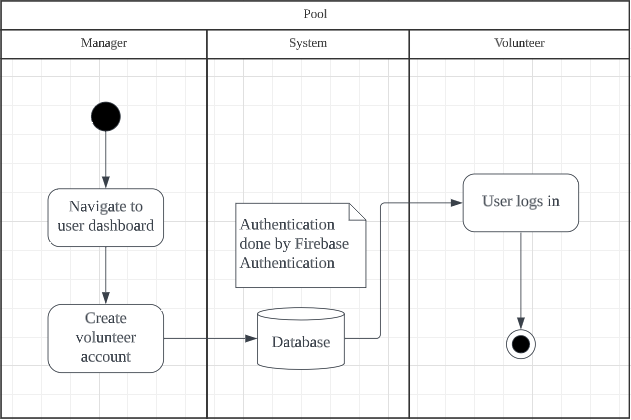 Pool
Manager
System
Volunteer
Navigate to
user dashboard
Create
volunteer
account
Authentication
done by Firebase
Authentication
Database
User logs in